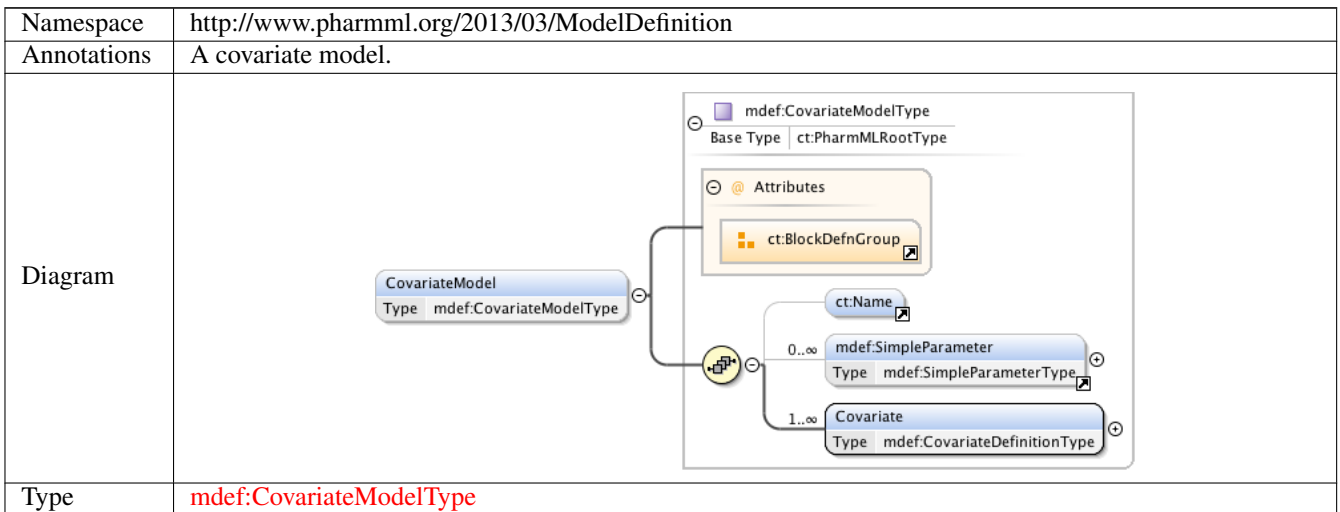 Namespace http://www.pharmml.org/2013/03/ModelDefinition
Annotations A covariate model.
Diagram
mdef:CovariateModelType
Base Type ct:PharmMLRootType
@ Attributes
ct:BlockDefnGroup
CovariateModel
Type mdef:CovariateModelType
ct:Name
0..∞ mdef:SimpleParameter
Type mdef:SimpleParameterType
1..∞ Covariate
Type mdef:CovariateDefinitionType
Type mdef:CovariateModelType